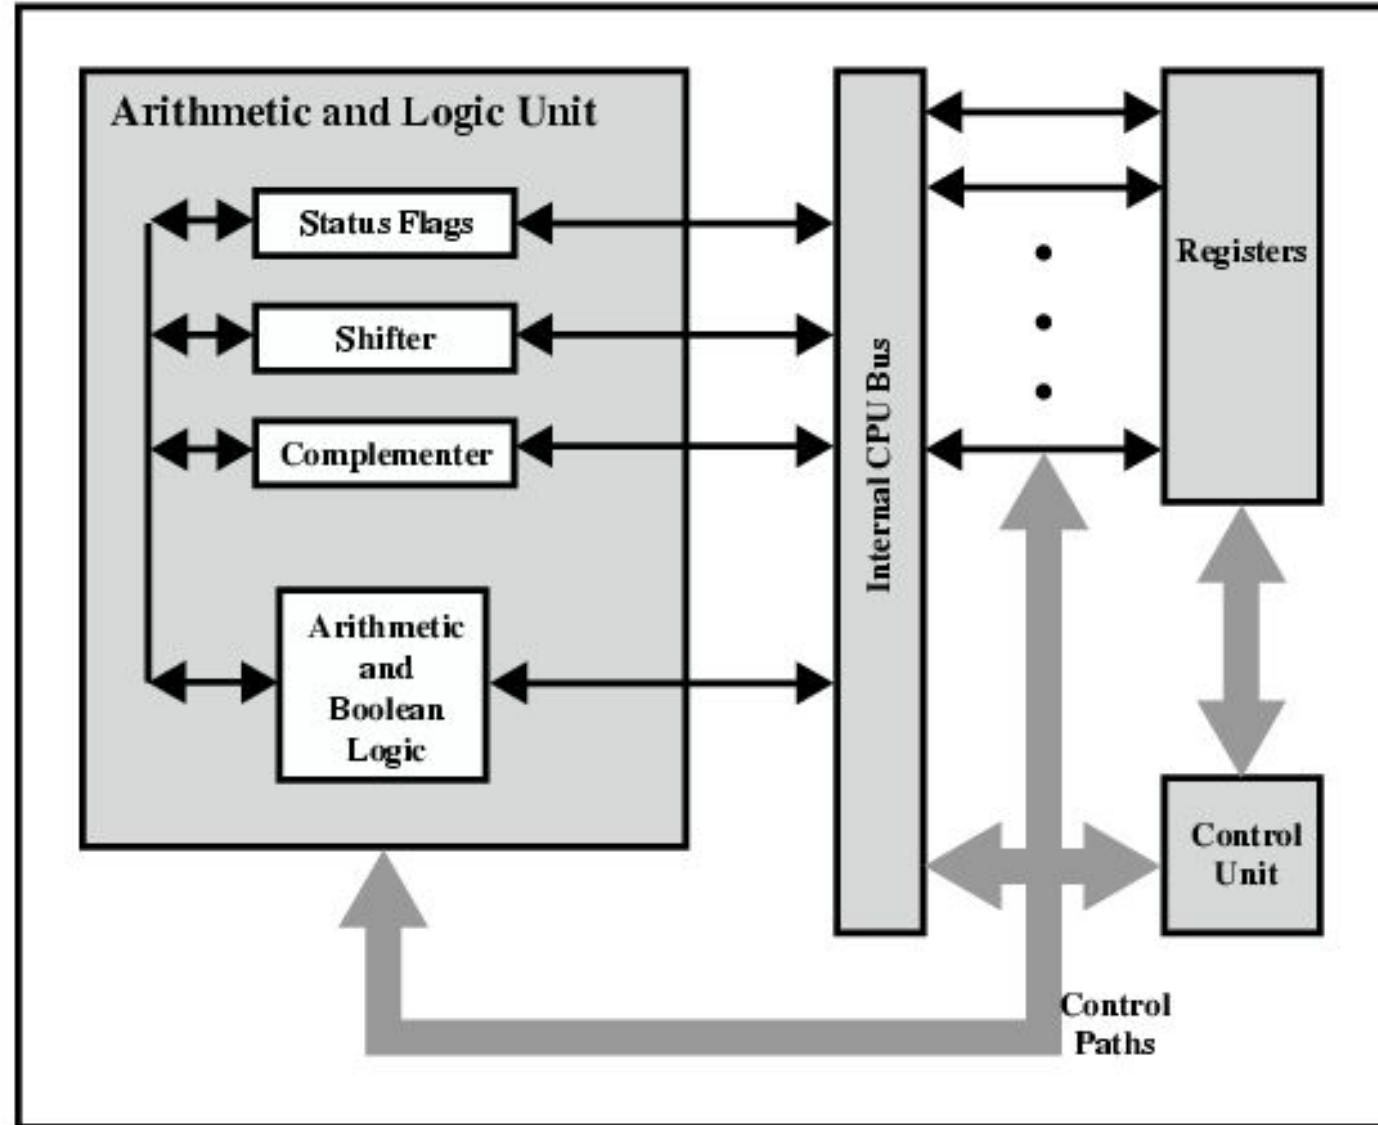 Arithmetic and Logic Unit
Status Flags
Shifter
Complementer
Arithmetic
and
Boolean
Logic
Internal CPU Bus
Registers
Control
Unit
Control
Paths